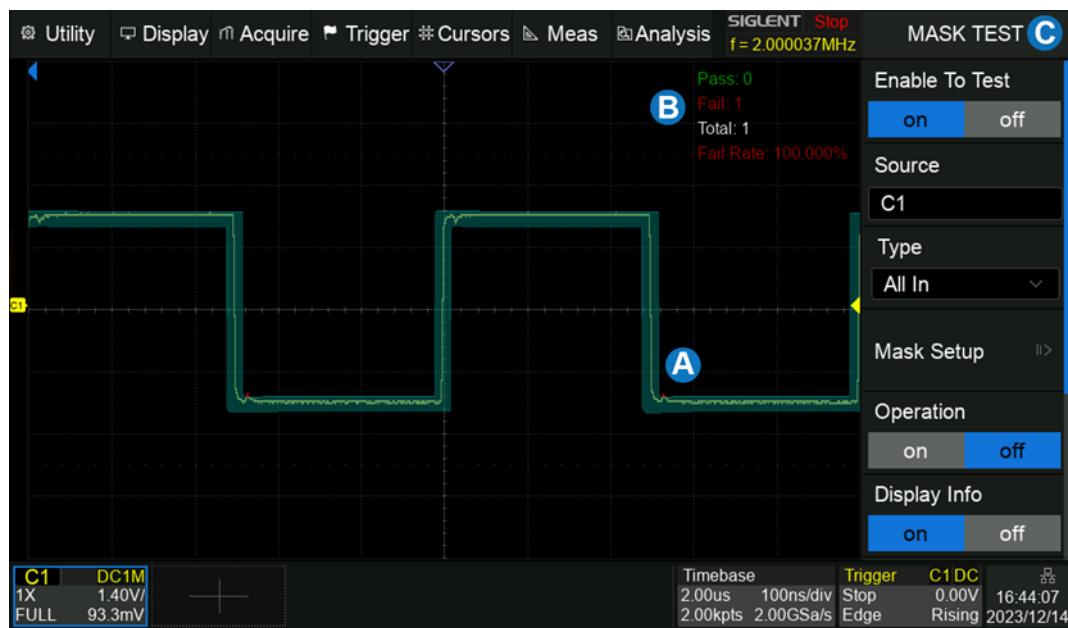 Utility Display Acquire Trigger Cursors Meas Analysis
SIGLENT Stop
f = 2.000037MHz
MASK TEST C
Pass: 0
B Fail: 1
Total: 1
Fail Rate: 100.000%
Enable To Test
on off
Source
C1
Type
All In
C1
A
Mask Setup
Operation
on off
Display Info
on off
C1 DC1M
1X 1.40V/
FULL 93.3mV
Timebase
2.00us 100ns/div
2.00kpts 2.00GSa/s
Trigger C1 DC
Stop 0.00V
Edge Rising
16:44:07
2023/12/14